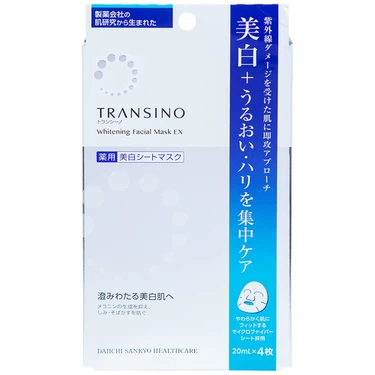 製薬会社の
肌研究から生まれた
TRANSINO
トランシーノ
Whitening Facial Mask EX
薬用 美白シートマスク
澄みわたる美白肌へ
メラニンの生成を抑え、
しみ・そばかすを防ぐ
DAIICHI SANKYO HEALTHCARE
紫外線ダメージを受けた肌に即攻アプローチ
美白+うるおい・ハリを集中ケア
やわらかく肌に
フィットする
マイクロファイバー
シート採用
20mL×4枚